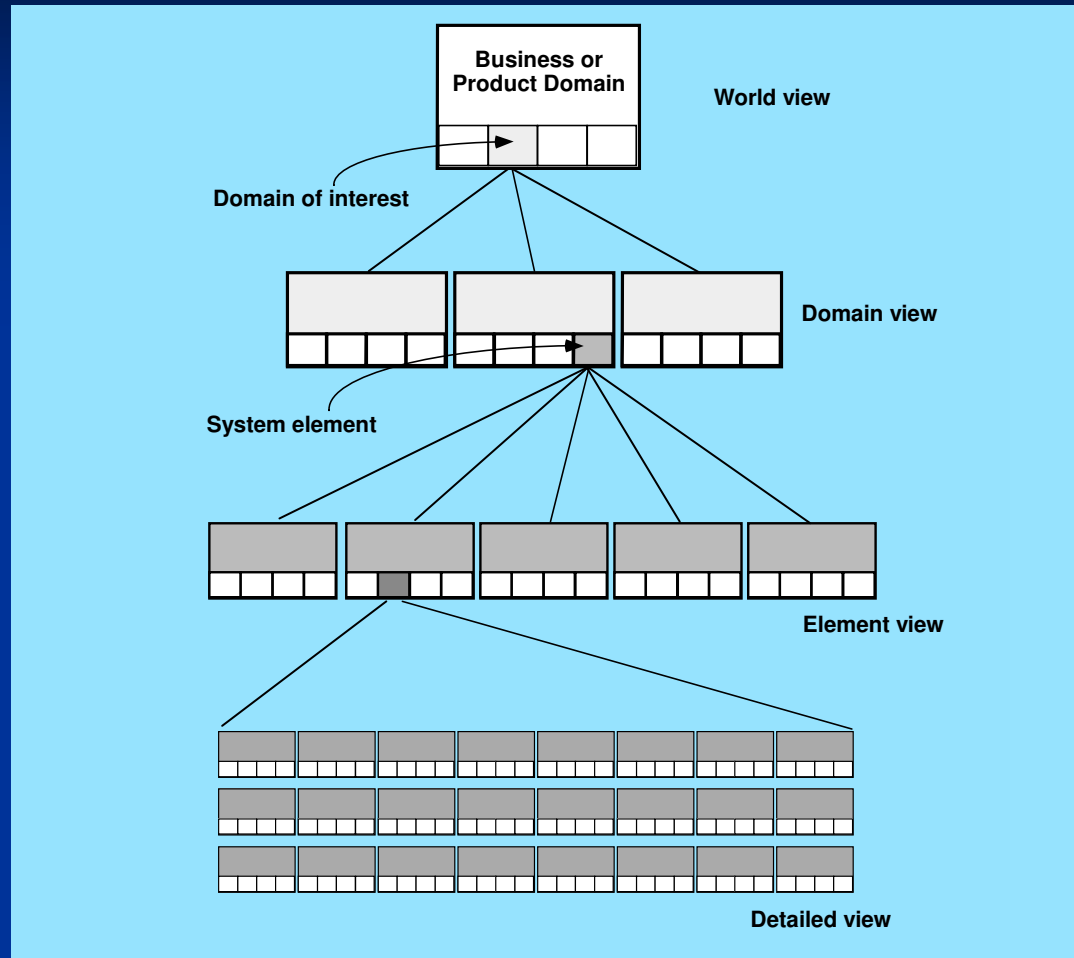 Business or
Product Domain
World view
Domain of interest
Domain view
System element
Element view
Detailed view